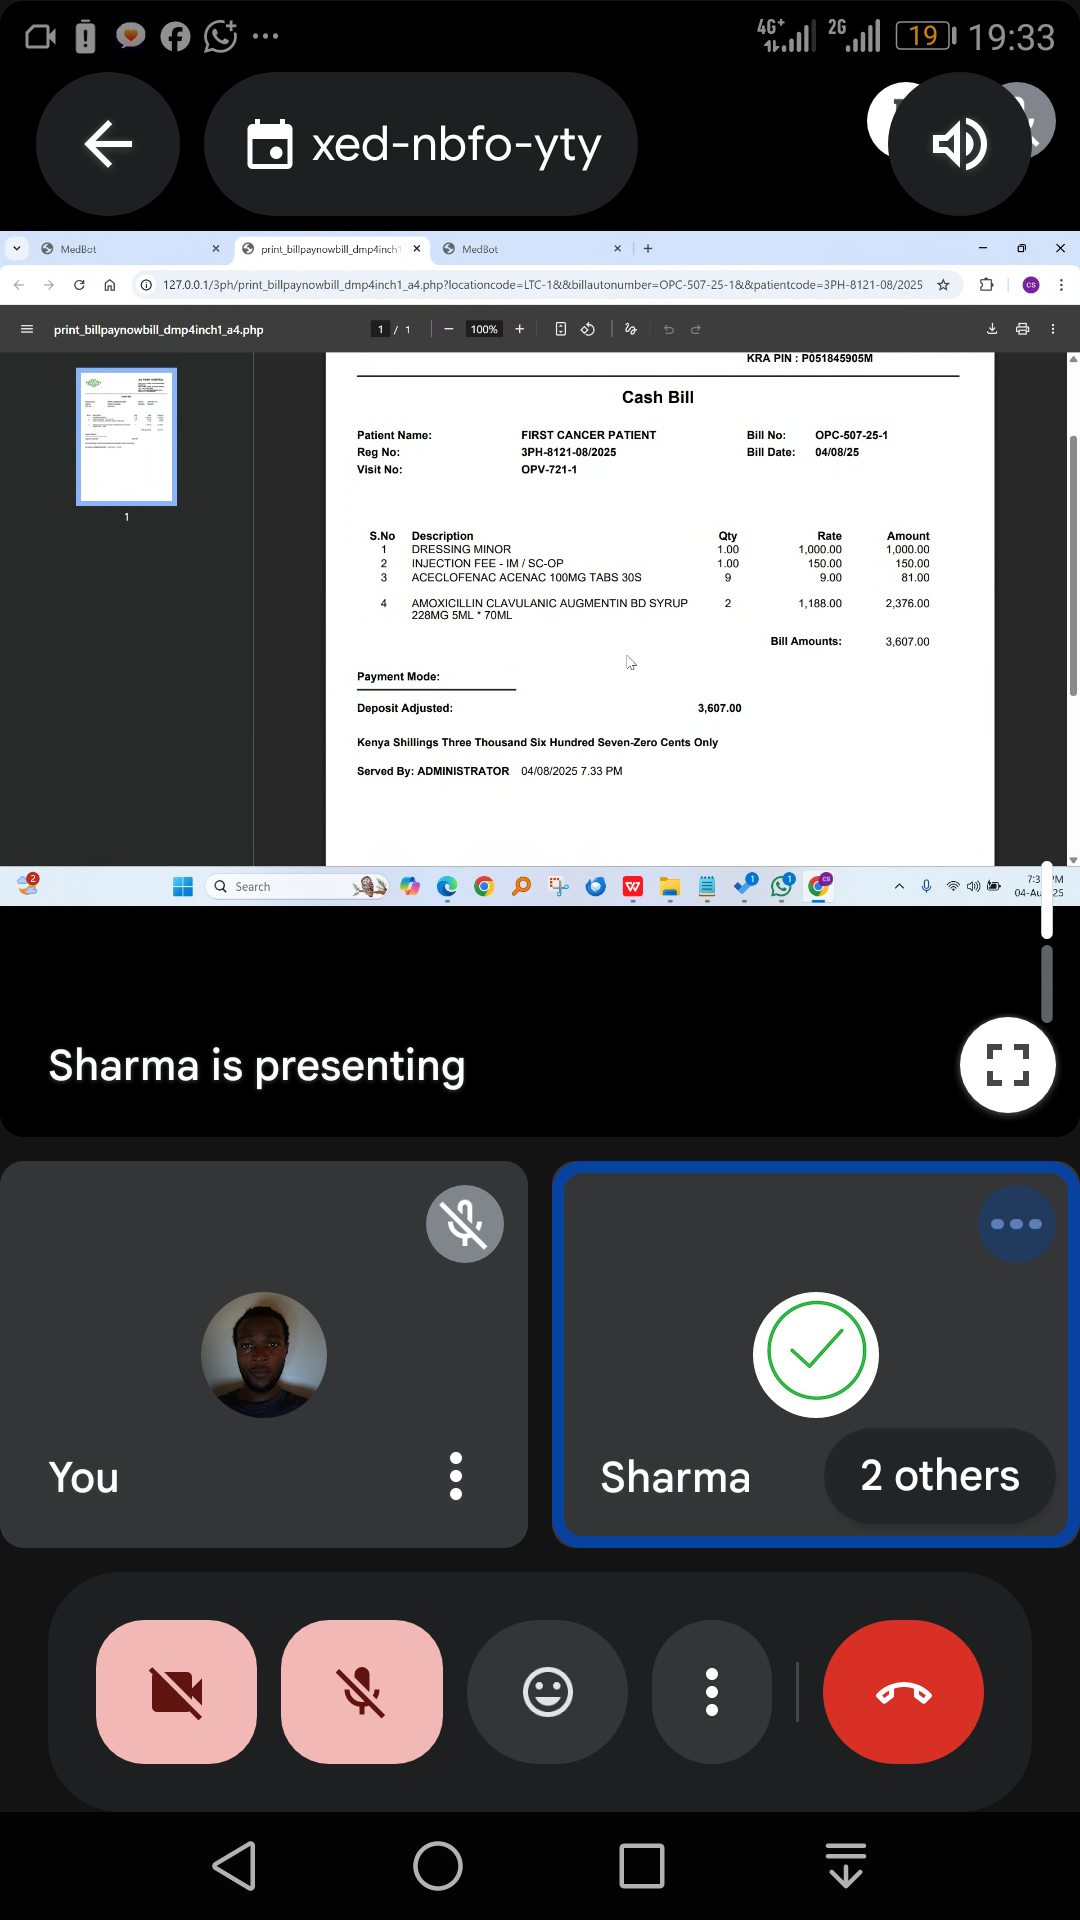 4G+ 2G 19 19:33
xed-nbfo-yty
MedBot print_billpaynowbill_dmp4inch1 MedBot
127.0.0.1/3ph/print_billpaynowbill_dmp4inch1_a4.php?locationcode=LTC-1&&billautonumber=OPC-507-25-1&&patientcode=3PH-8121-08/2025 CS
print_billpaynowbill_dmp4inch1_a4.php 1 / 1 100%
KRA PIN : P051845905M
Cash Bill
Patient Name: FIRST CANCER PATIENT Bill No: OPC-507-25-1
Reg No: 3PH-8121-08/2025 Bill Date: 04/08/25
Visit No: OPV-721-1
S.No Description Qty Rate Amount
1 DRESSING MINOR 1.00 1,000.00 1,000.00
2 INJECTION FEE - IM / SC-OP 1.00 150.00 150.00
3 ACECLOFENAC ACENAC 100MG TABS 30S 9 9.00 81.00
4 AMOXICILLIN CLAVULANIC AUGMENTIN BD SYRUP 2 1,188.00 2,376.00
228MG 5ML * 70ML
Bill Amounts: 3,607.00
Payment Mode:
Deposit Adjusted: 3,607.00
Kenya Shillings Three Thousand Six Hundred Seven-Zero Cents Only
Served By: ADMINISTRATOR 04/08/2025 7.33 PM
1
2 Search 1 1 CS
Sharma is presenting
You
Sharma 2 others